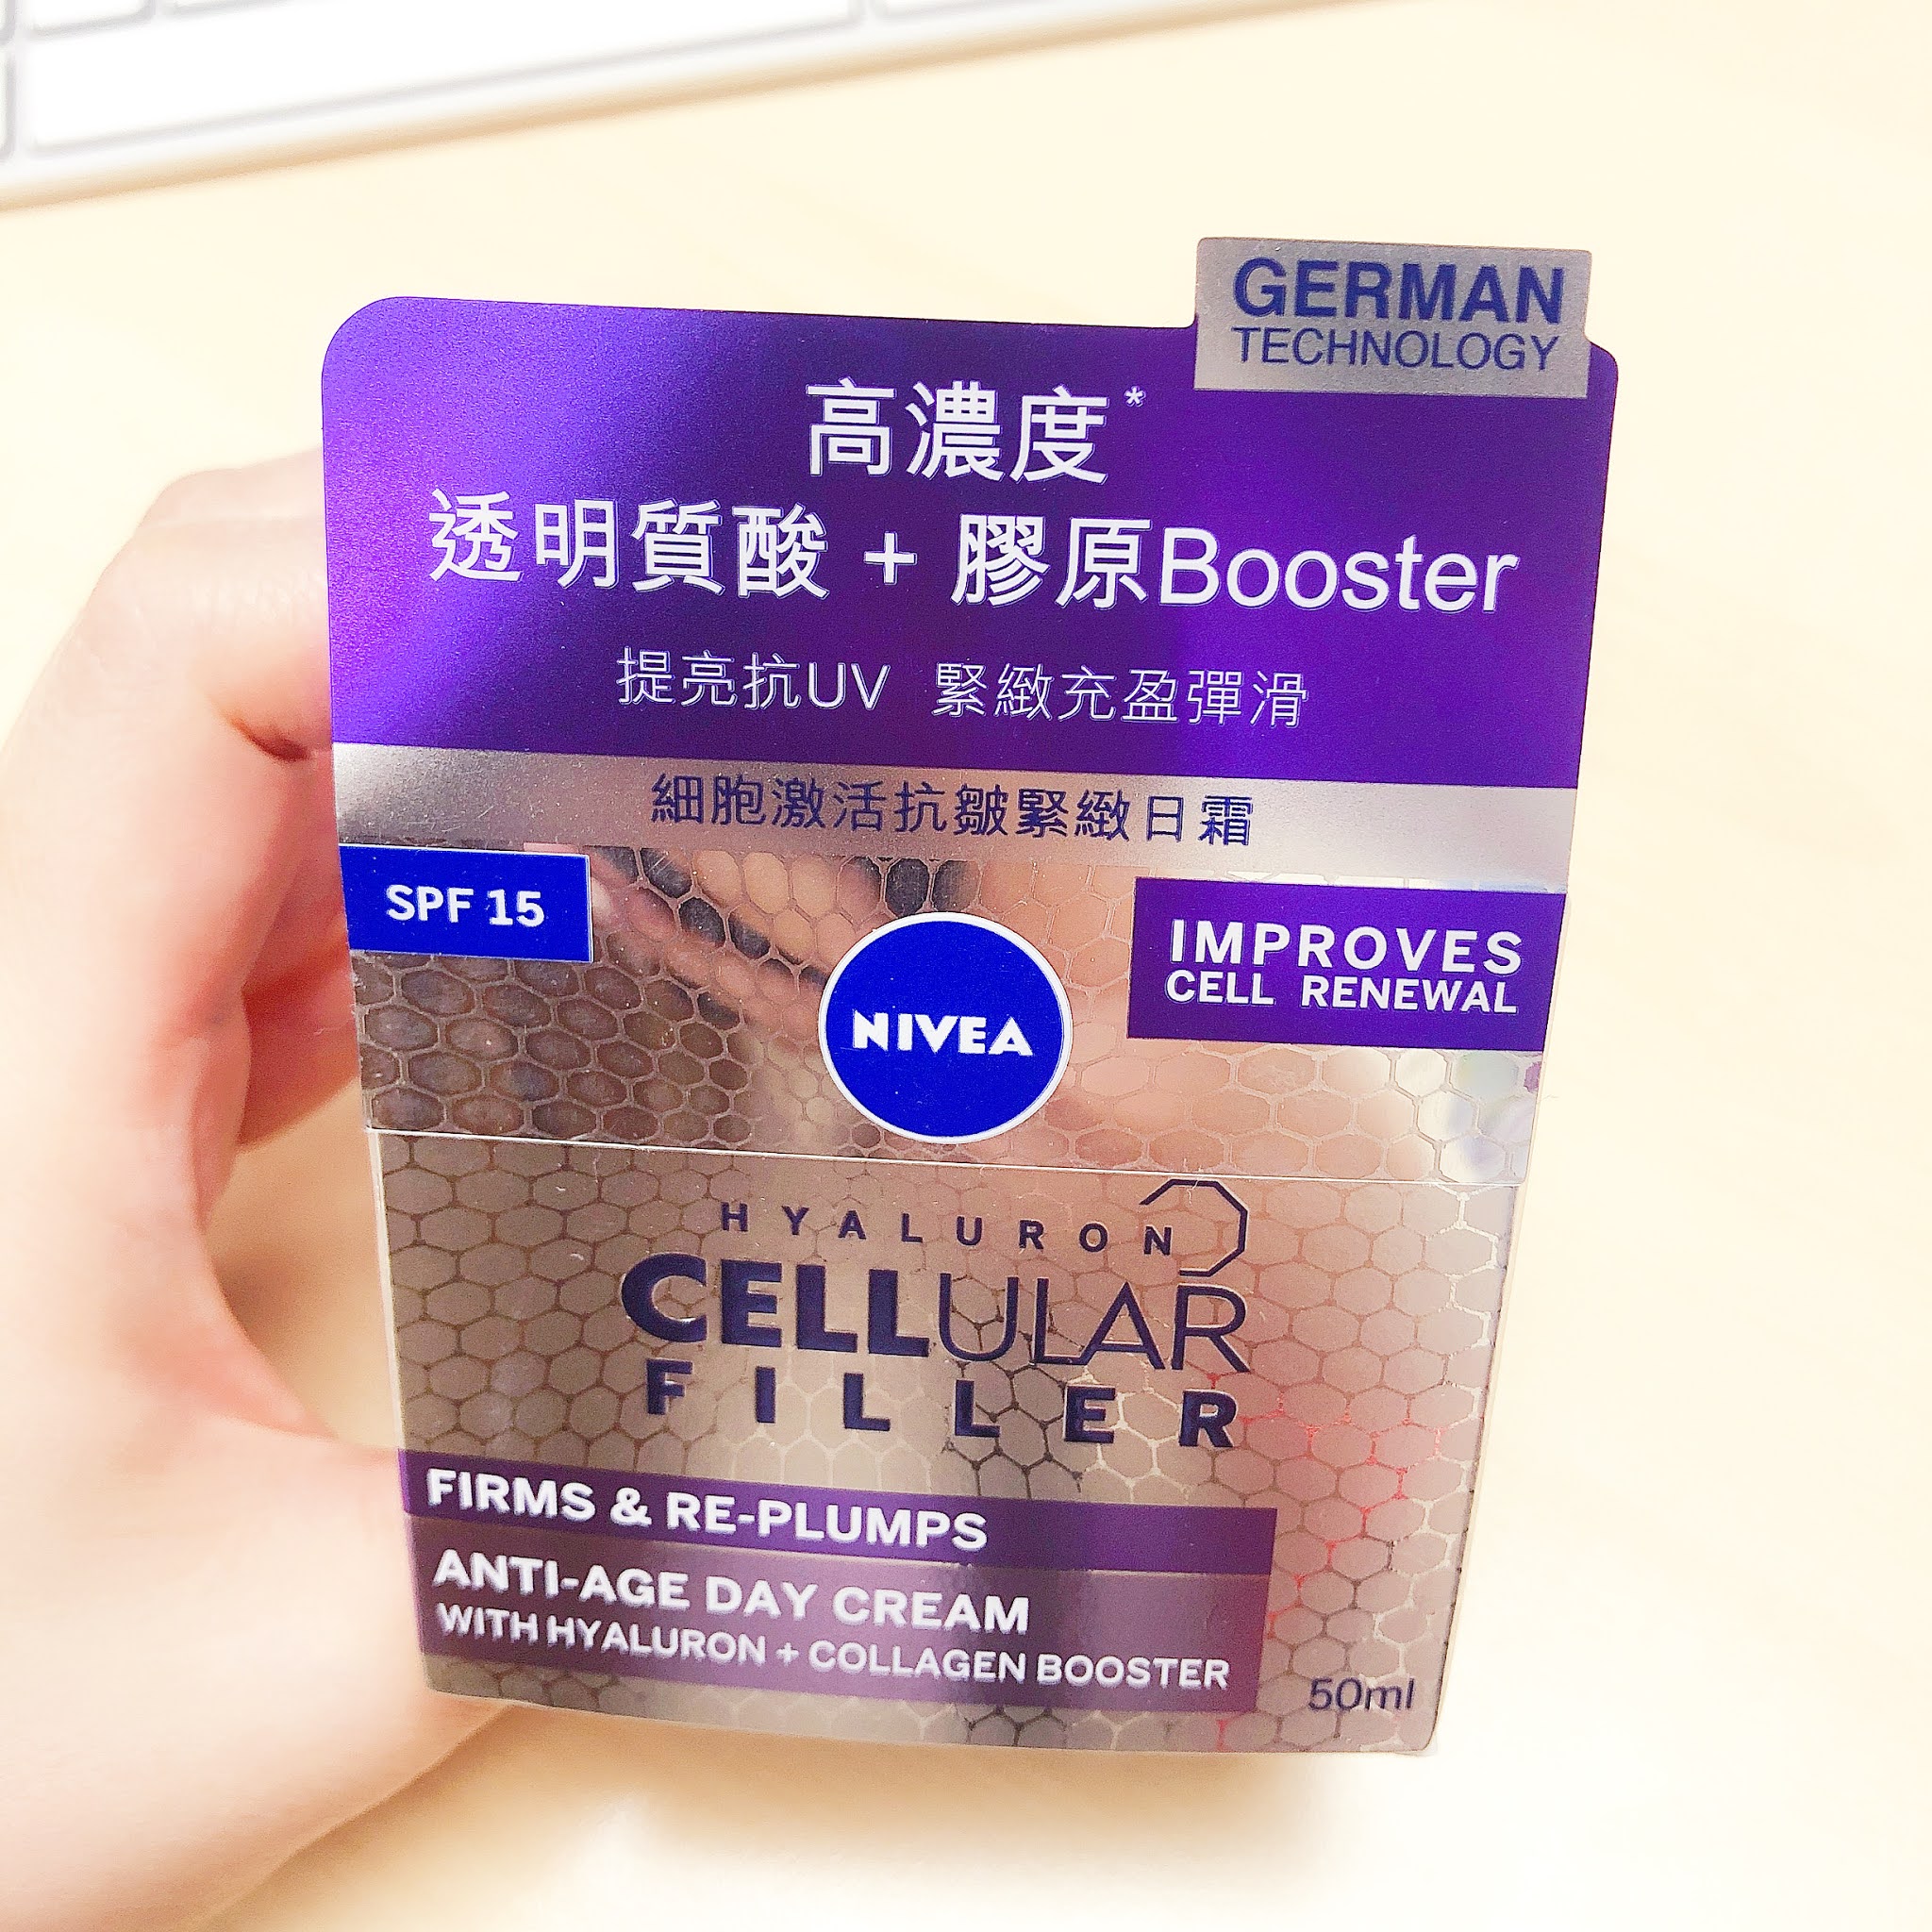 GERMAN
TECHNOLOGY
高濃度*
透明質酸 + 膠原Booster
提亮抗UV 緊緻充盈彈滑
細胞激活抗皺緊緻日霜
SPF 15
IMPROVES
CELL RENEWAL
NIVEA
HYALURON
CELLULAR
FILLER
FIRMS & RE-PLUMPS
ANTI-AGE DAY CREAM
WITH HYALURON + COLLAGEN BOOSTER
50ml